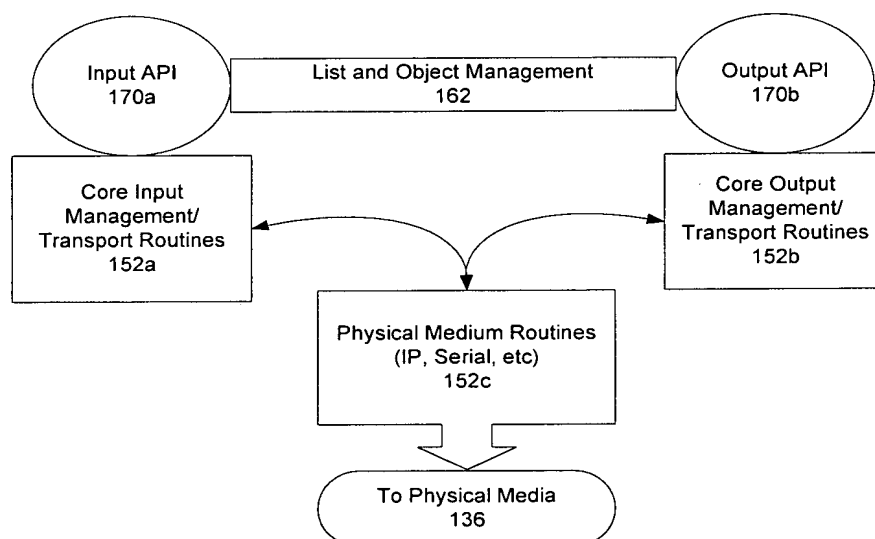 Input API
170a
List and Object Management
162
Output API
170b
Core Input
Management/
Transport Routines
152a
Core Output
Management/
Transport Routines
152b
Physical Medium Routines
(IP, Serial, etc)
152c
To Physical Media
136